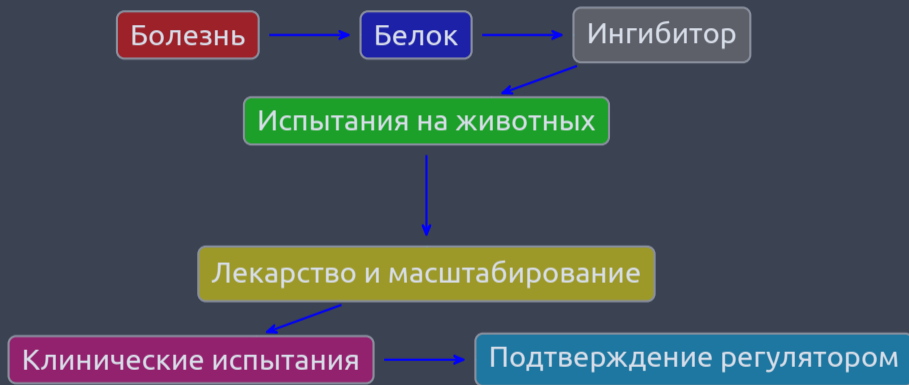 Болезнь
Белок
Ингибитор
Испытания на животных
Лекарство и масштабирование
Клинические испытания
Подтверждение регулятором